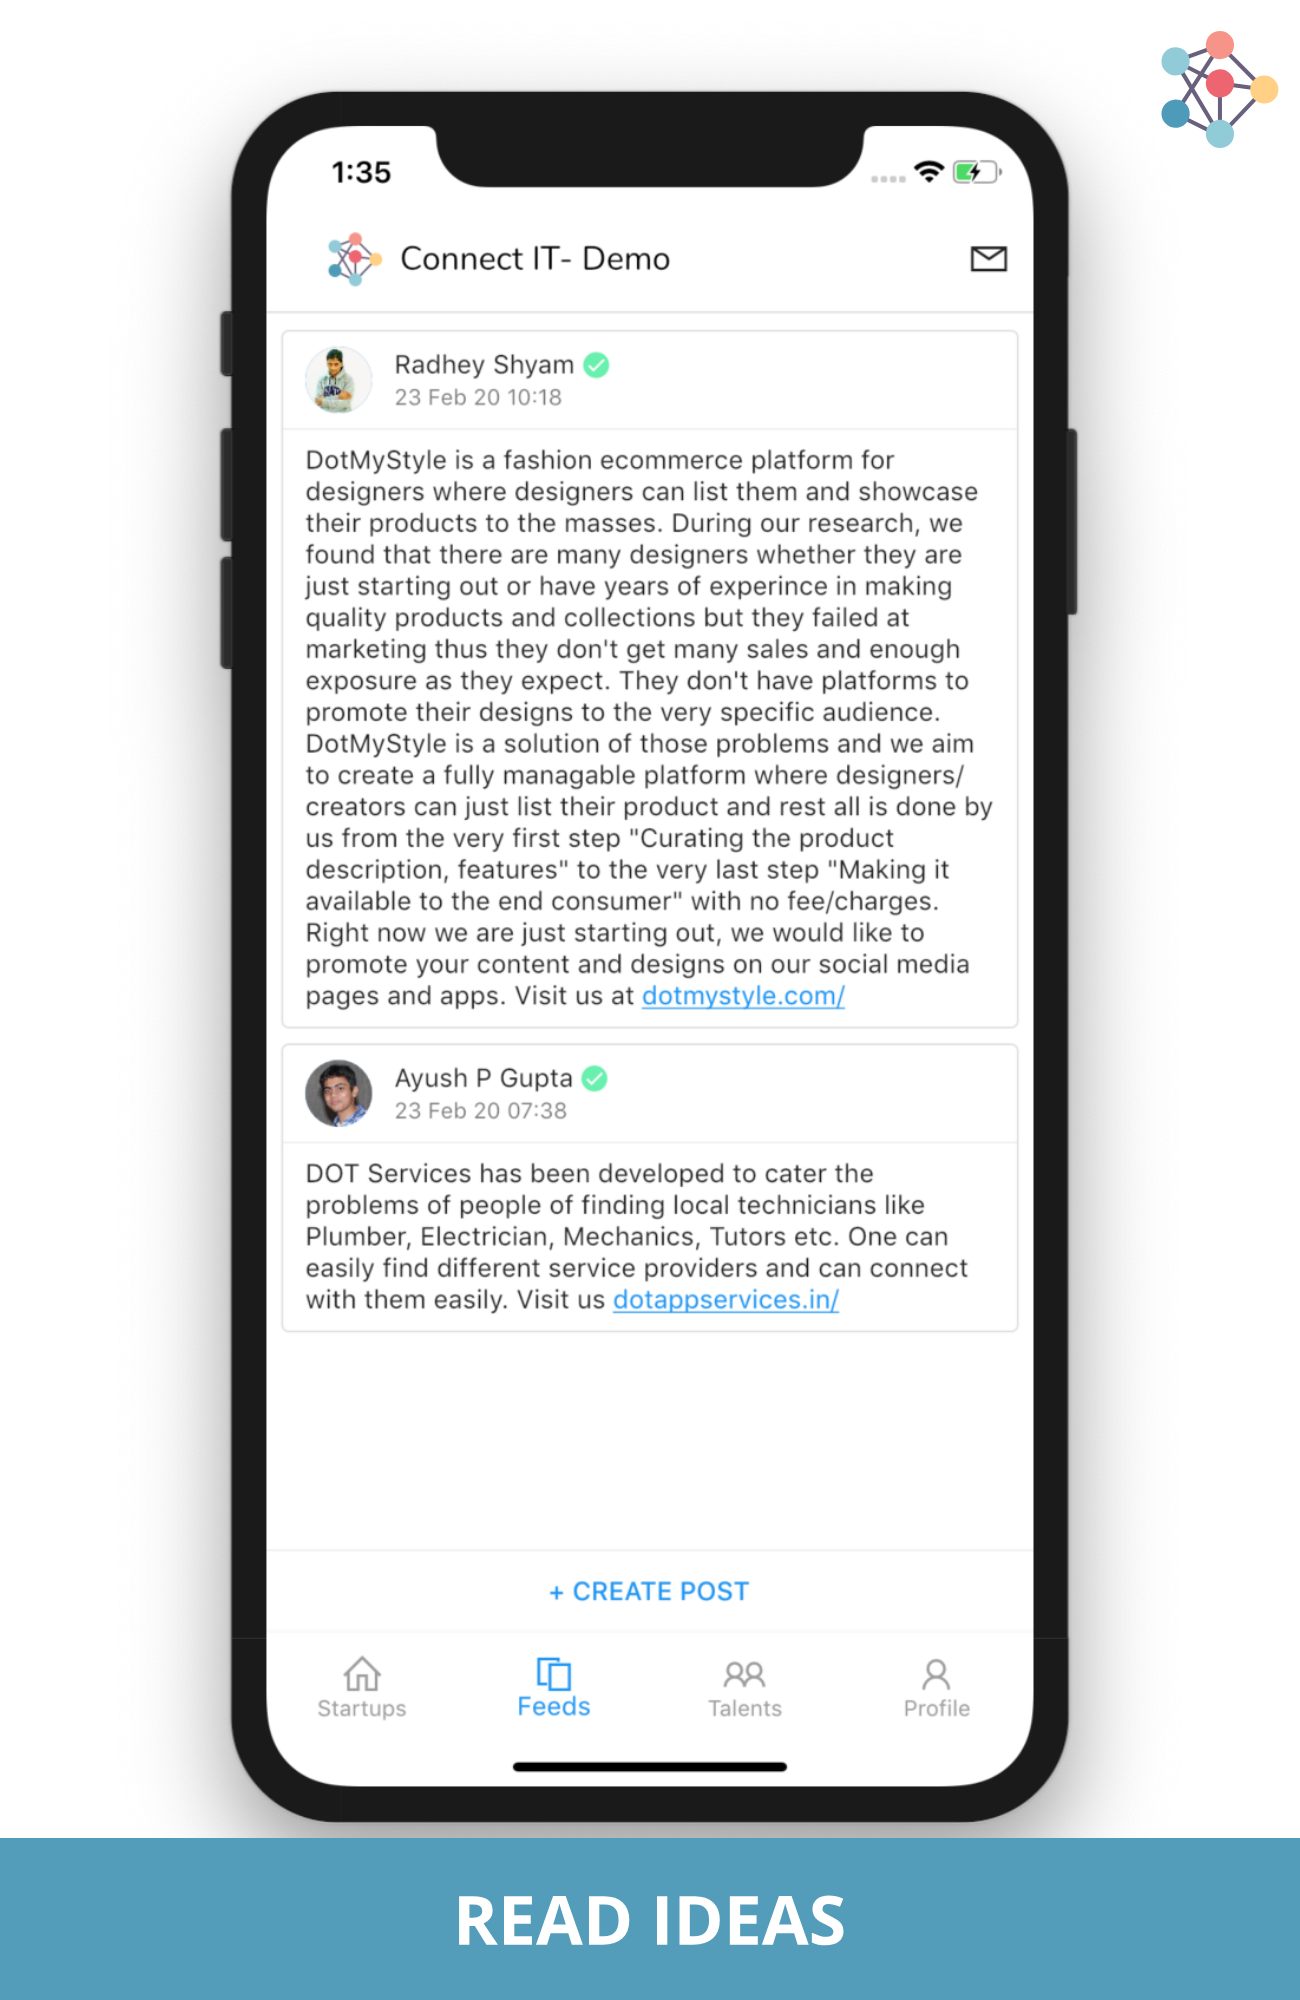 1:35
Connect IT- Demo
Radhey Shyam
23 Feb 20 10:18
DotMyStyle is a fashion ecommerce platform for
designers where designers can list them and showcase
their products to the masses. During our research, we
found that there are many designers whether they are
just starting out or have years of experince in making
quality products and collections but they failed at
marketing thus they don't get many sales and enough
exposure as they expect. They don't have platforms to
promote their designs to the very specific audience.
DotMyStyle is a solution of those problems and we aim
to create a fully managable platform where designers/
creators can just list their product and rest all is done by
us from the very first step "Curating the product
description, features" to the very last step "Making it
available to the end consumer" with no fee/charges.
Right now we are just starting out, we would like to
promote your content and designs on our social media
pages and apps. Visit us at dotmystyle.com/
Ayush P Gupta
23 Feb 20 07:38
DOT Services has been developed to cater the
problems of people of finding local technicians like
Plumber, Electrician, Mechanics, Tutors etc. One can
easily find different service providers and can connect
with them easily. Visit us dotappservices.in/
+ CREATE POST
Startups
Feeds
Talents
Profile
READ IDEAS